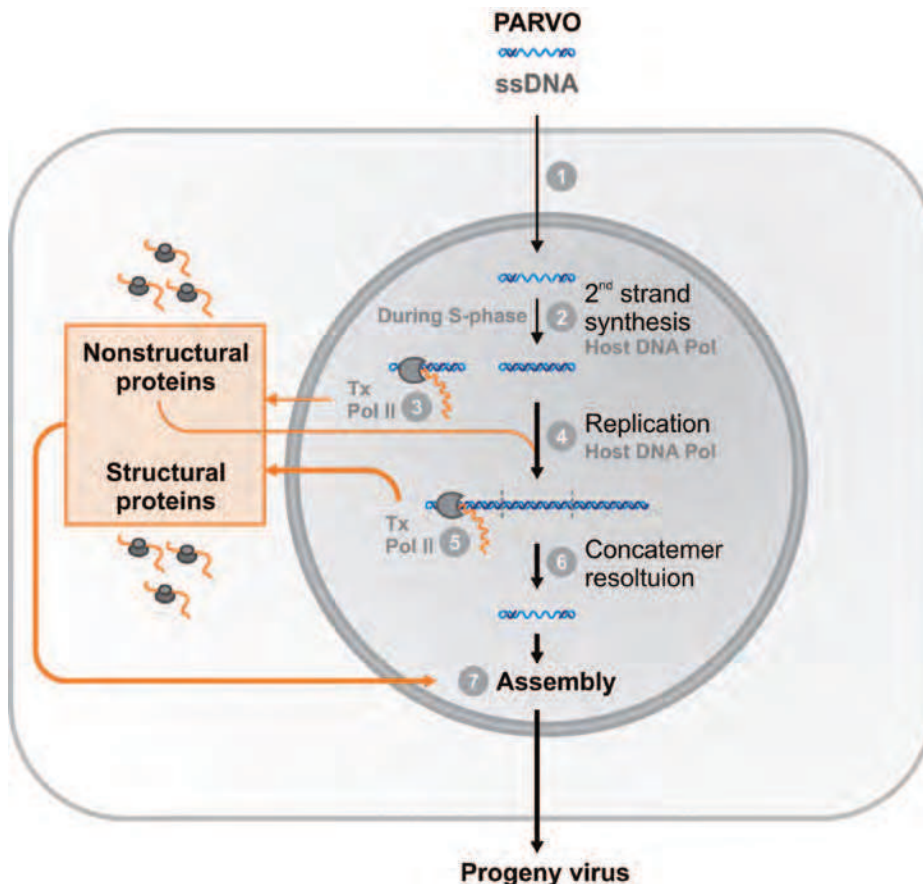 PARVO
ssDNA
1
During S-phase
2
2nd strand
synthesis
Host DNA Pol
Nonstructural
proteins
Tx
Pol II
3
4
Replication
Host DNA Pol
Structural
proteins
Tx
Pol II
5
6
Concatemer
resoltuion
7
Assembly
Progeny virus